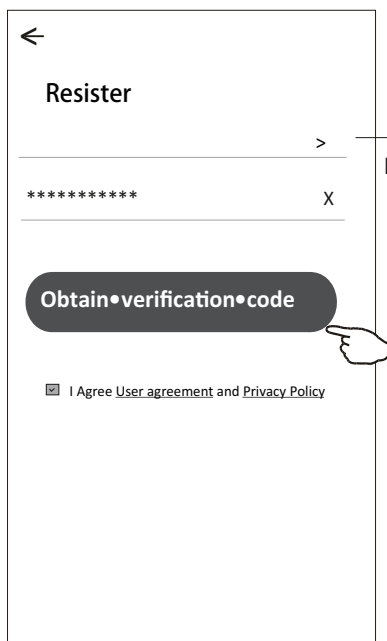 ←
Resister
>
*********** X
Obtain•verification•code
I Agree User agreement and Privacy Policy